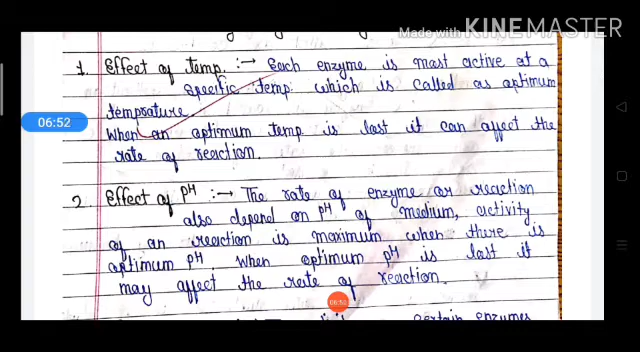 Made with KINEMASTER
1. Effect of temp. :→ Each enzyme is most active at a
specific temp which is called as optimum
temprature
When an optimum temp is lost it can affect the
rate of reaction.
2. Effect of pH :→ The rate of enzyme or reaction
also depend on pH of medium, activity
of an reaction is maximum when there is
optimum pH when optimum pH is lost it
may affect the rate of reaction.
certain enzymes
06:52
06:50